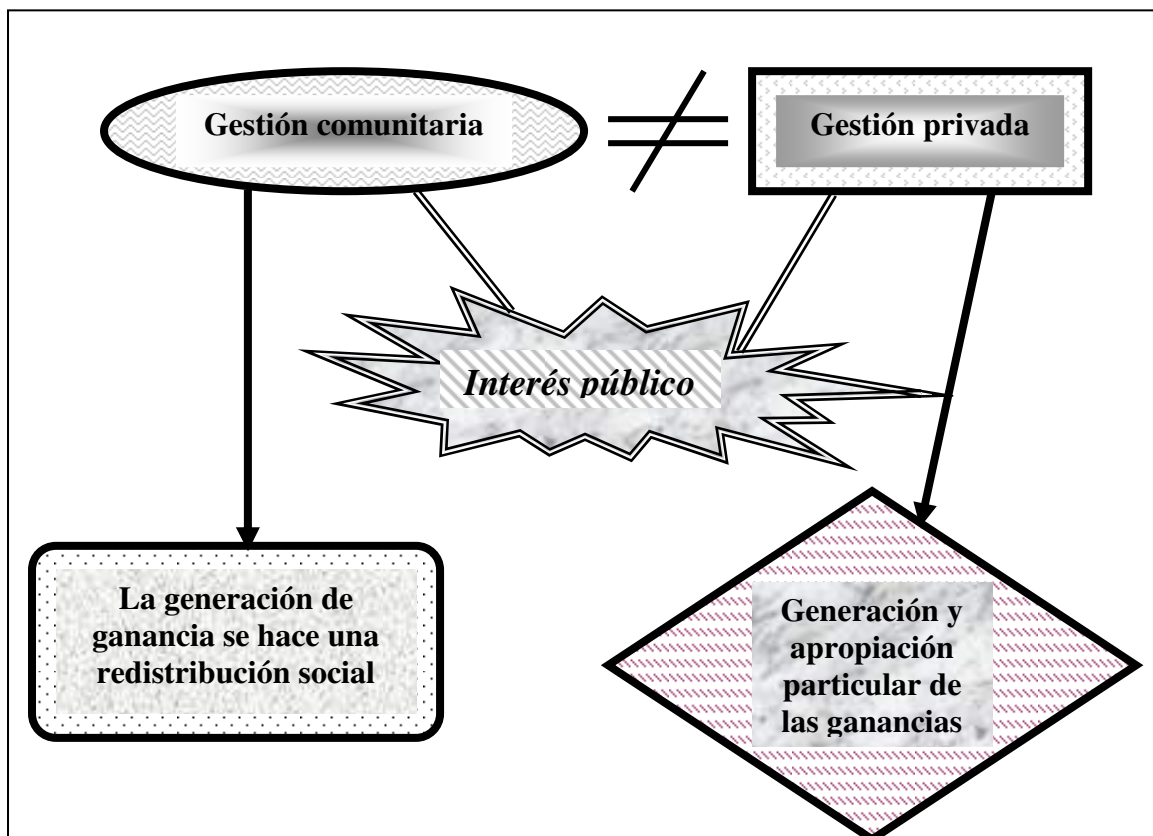 Gestión comunitaria
Gestión privada
Interés público
La generación de
ganancia se hace una
redistribución social
Generación y
apropiación
particular de
las ganancias